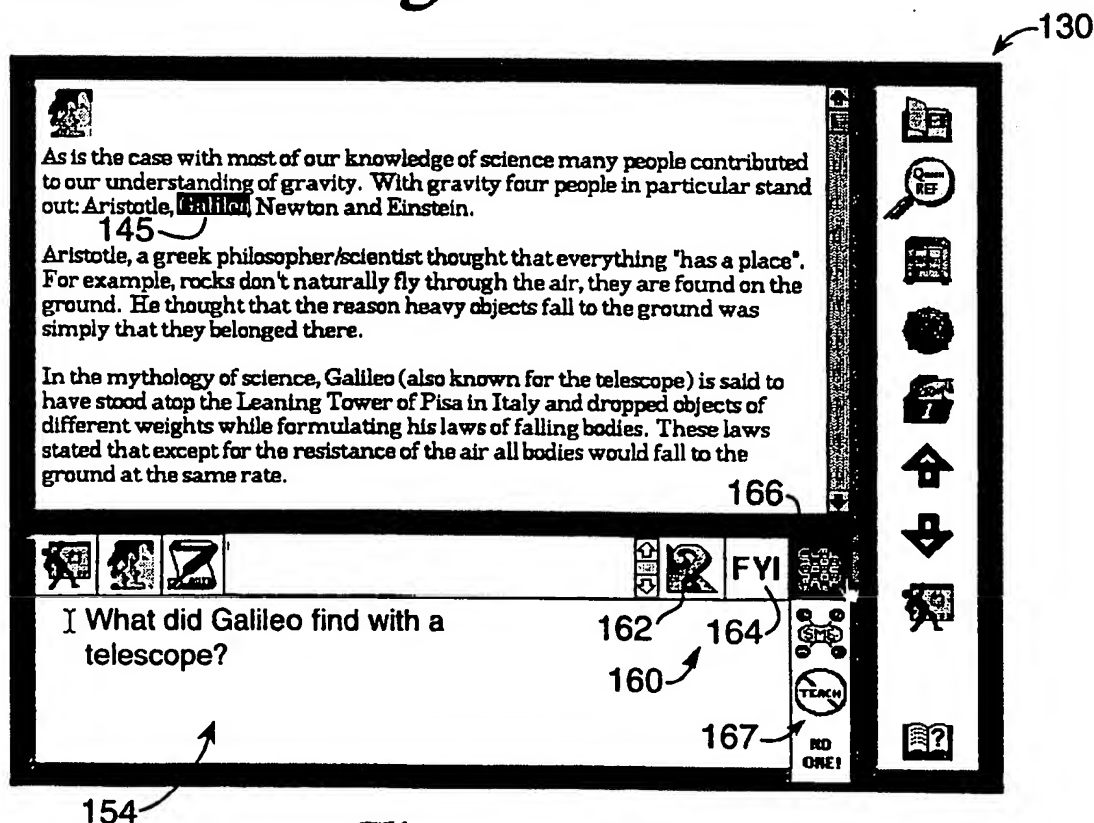 130
As is the case with most of our knowledge of science many people contributed
to our understanding of gravity. With gravity four people in particular stand
out: Aristotle, Galileo, Newton and Einstein.
145
Aristotle, a greek philosopher/scientist thought that everything "has a place".
For example, rocks don't naturally fly through the air, they are found on the
ground. He thought that the reason heavy objects fall to the ground was
simply that they belonged there.
In the mythology of science, Galileo (also known for the telescope) is said to
have stood atop the Leaning Tower of Pisa in Italy and dropped objects of
different weights while formulating his laws of falling bodies. These laws
stated that except for the resistance of the air all bodies would fall to the
ground at the same rate.
REF
166
FYI
What did Galileo find with a
telescope?
162
164
SMS
160
TEACH
167
NO
ONE!
?
154